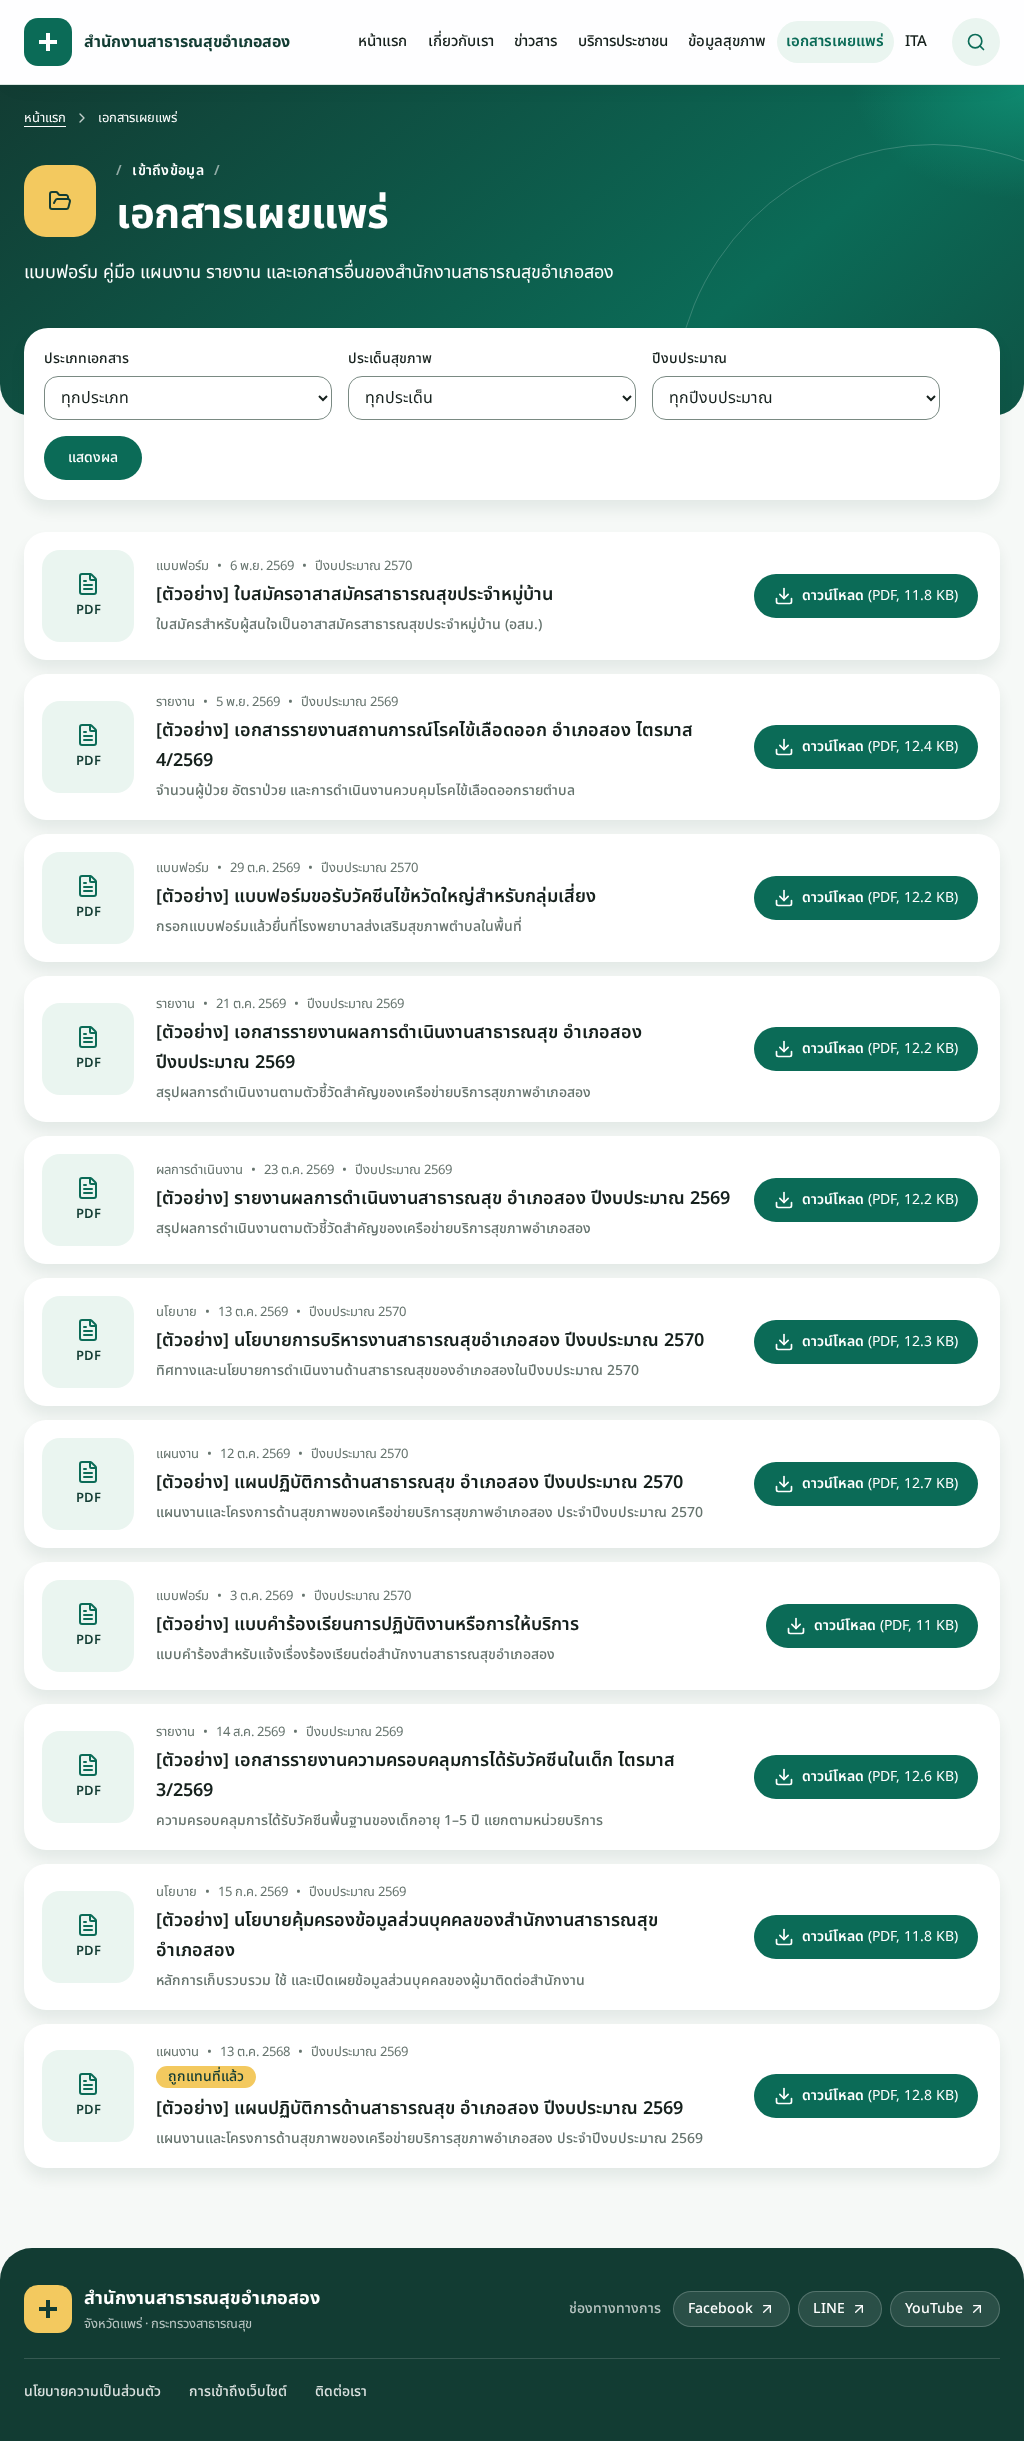 สำนักงานสาธารณสุขอำเภอสอง
หน้าแรก เกี่ยวกับเรา ข่าวสาร บริการประชาชน ข้อมูลสุขภาพ เอกสารเผยแพร่ ITA
หน้าแรก > เอกสารเผยแพร่
/ เข้าถึงข้อมูล /
เอกสารเผยแพร่
แบบฟอร์ม คู่มือ แผนงาน รายงาน และเอกสารอื่นของสำนักงานสาธารณสุขอำเภอสอง
ประเภทเอกสาร ประเด็นสุขภาพ ปีงบประมาณ
ทุกประเภท ทุกประเด็น ทุกปีงบประมาณ
แสดงผล
แบบฟอร์ม • 6 พ.ย. 2569 • ปีงบประมาณ 2570
[ตัวอย่าง] ใบสมัครอาสาสมัครสาธารณสุขประจำหมู่บ้าน
ใบสมัครสำหรับผู้สนใจเป็นอาสาสมัครสาธารณสุขประจำหมู่บ้าน (อสม.)
PDF
ดาวน์โหลด (PDF, 11.8 KB)
รายงาน • 5 พ.ย. 2569 • ปีงบประมาณ 2569
[ตัวอย่าง] เอกสารรายงานสถานการณ์โรคไข้เลือดออก อำเภอสอง ไตรมาส
4/2569
จำนวนผู้ป่วย อัตราป่วย และการดำเนินงานควบคุมโรคไข้เลือดออกรายตำบล
PDF
ดาวน์โหลด (PDF, 12.4 KB)
แบบฟอร์ม • 29 ต.ค. 2569 • ปีงบประมาณ 2570
[ตัวอย่าง] แบบฟอร์มขอรับวัคซีนไข้หวัดใหญ่สำหรับกลุ่มเสี่ยง
กรอกแบบฟอร์มแล้วยื่นที่โรงพยาบาลส่งเสริมสุขภาพตำบลในพื้นที่
PDF
ดาวน์โหลด (PDF, 12.2 KB)
รายงาน • 21 ต.ค. 2569 • ปีงบประมาณ 2569
[ตัวอย่าง] เอกสารรายงานผลการดำเนินงานสาธารณสุข อำเภอสอง
ปีงบประมาณ 2569
สรุปผลการดำเนินงานตามตัวชี้วัดสำคัญของเครือข่ายบริการสุขภาพอำเภอสอง
PDF
ดาวน์โหลด (PDF, 12.2 KB)
ผลการดำเนินงาน • 23 ต.ค. 2569 • ปีงบประมาณ 2569
[ตัวอย่าง] รายงานผลการดำเนินงานสาธารณสุข อำเภอสอง ปีงบประมาณ 2569
สรุปผลการดำเนินงานตามตัวชี้วัดสำคัญของเครือข่ายบริการสุขภาพอำเภอสอง
PDF
ดาวน์โหลด (PDF, 12.2 KB)
นโยบาย • 13 ต.ค. 2569 • ปีงบประมาณ 2570
[ตัวอย่าง] นโยบายการบริหารงานสาธารณสุขอำเภอสอง ปีงบประมาณ 2570
ทิศทางและนโยบายการดำเนินงานด้านสาธารณสุขของอำเภอสองในปีงบประมาณ 2570
PDF
ดาวน์โหลด (PDF, 12.3 KB)
แผนงาน • 12 ต.ค. 2569 • ปีงบประมาณ 2570
[ตัวอย่าง] แผนปฏิบัติการด้านสาธารณสุข อำเภอสอง ปีงบประมาณ 2570
แผนงานและโครงการด้านสุขภาพของเครือข่ายบริการสุขภาพอำเภอสอง ประจำปีงบประมาณ 2570
PDF
ดาวน์โหลด (PDF, 12.7 KB)
แบบฟอร์ม • 3 ต.ค. 2569 • ปีงบประมาณ 2570
[ตัวอย่าง] แบบคำร้องเรียนการปฏิบัติงานหรือการให้บริการ
แบบคำร้องสำหรับแจ้งเรื่องร้องเรียนต่อสำนักงานสาธารณสุขอำเภอสอง
PDF
ดาวน์โหลด (PDF, 11 KB)
รายงาน • 14 ส.ค. 2569 • ปีงบประมาณ 2569
[ตัวอย่าง] เอกสารรายงานความครอบคลุมการได้รับวัคซีนในเด็ก ไตรมาส
3/2569
ความครอบคลุมการได้รับวัคซีนพื้นฐานของเด็กอายุ 1–5 ปี แยกตามหน่วยบริการ
PDF
ดาวน์โหลด (PDF, 12.6 KB)
นโยบาย • 15 ก.ค. 2569 • ปีงบประมาณ 2569
[ตัวอย่าง] นโยบายคุ้มครองข้อมูลส่วนบุคคลของสำนักงานสาธารณสุข
อำเภอสอง
หลักการเก็บรวบรวม ใช้ และเปิดเผยข้อมูลส่วนบุคคลของผู้มาติดต่อสำนักงาน
PDF
ดาวน์โหลด (PDF, 11.8 KB)
แผนงาน • 13 ต.ค. 2568 • ปีงบประมาณ 2569
ถูกแทนที่แล้ว
[ตัวอย่าง] แผนปฏิบัติการด้านสาธารณสุข อำเภอสอง ปีงบประมาณ 2569
แผนงานและโครงการด้านสุขภาพของเครือข่ายบริการสุขภาพอำเภอสอง ประจำปีงบประมาณ 2569
PDF
ดาวน์โหลด (PDF, 12.8 KB)
สำนักงานสาธารณสุขอำเภอสอง
จังหวัดแพร่ · กระทรวงสาธารณสุข
ช่องทางทางการ Facebook LINE YouTube
นโยบายความเป็นส่วนตัว การเข้าถึงเว็บไซต์ ติดต่อเรา